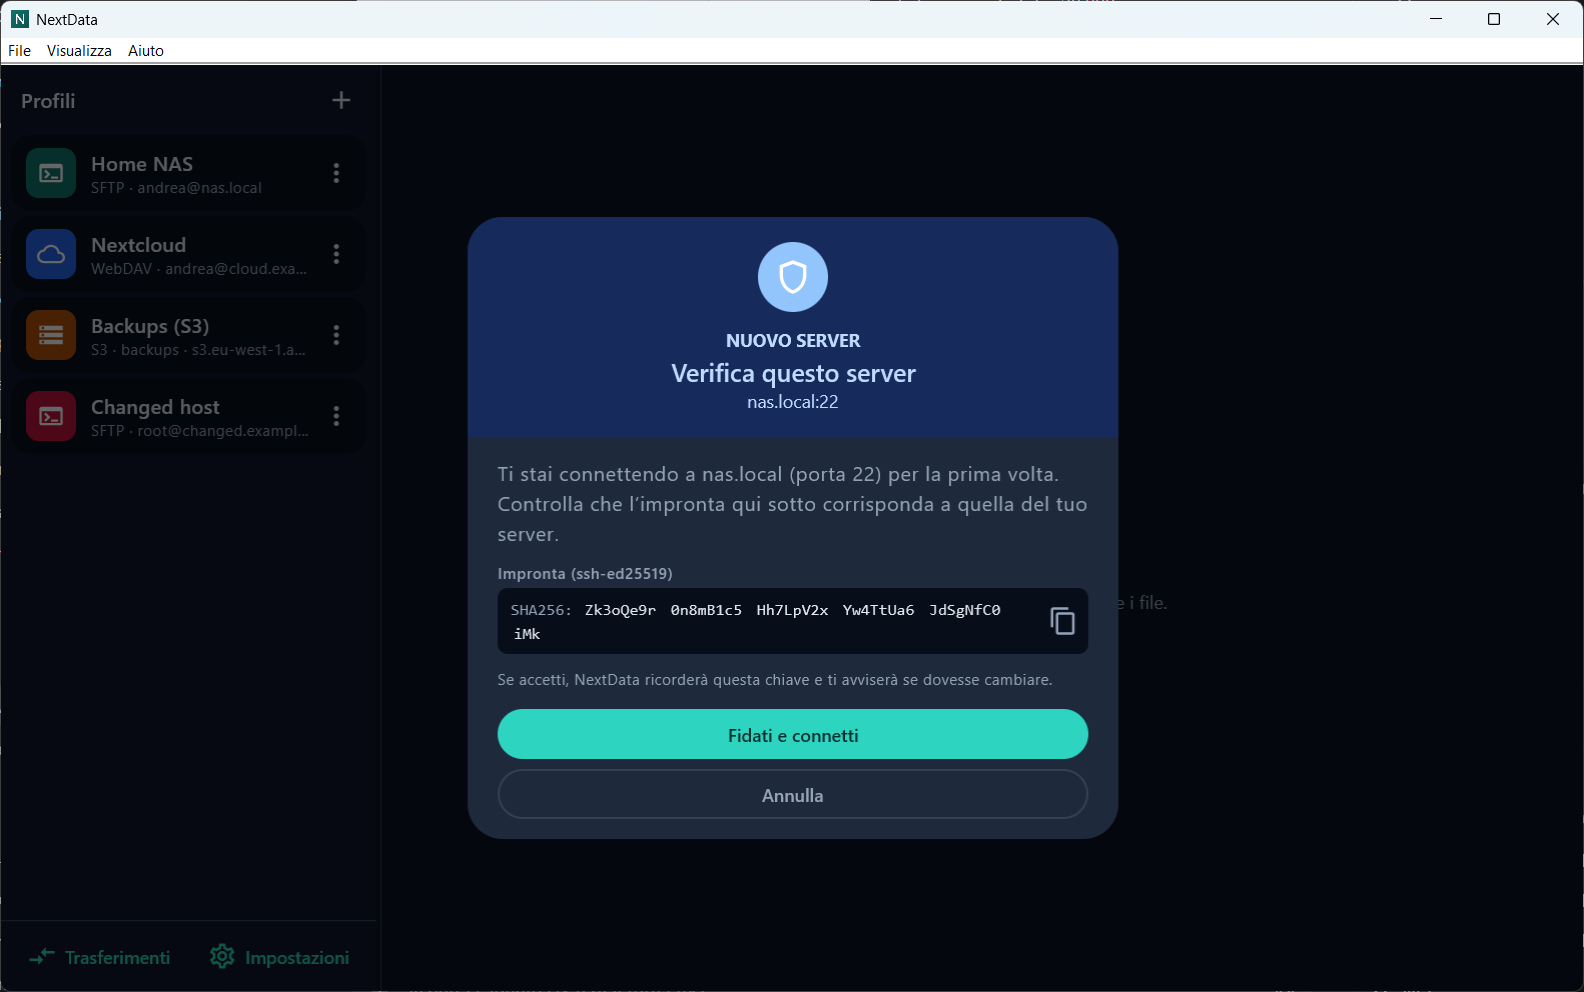 NextData
File Visualizza Aiuto
Profili
Home NAS
SFTP · andrea@nas.local
Nextcloud
WebDAV · andrea@cloud.exa...
Backups (S3)
S3 · backups · s3.eu-west-1.a...
Changed host
SFTP · root@changed.exampl...
Trasferimenti Impostazioni
NUOVO SERVER
Verifica questo server
nas.local:22
Ti stai connettendo a nas.local (porta 22) per la prima volta.
Controlla che l’impronta qui sotto corrisponda a quella del tuo
server.
Impronta (ssh-ed25519)
SHA256: Zk3oQe9r 0n8mB1c5 Hh7LpV2x Yw4TtUa6 JdSgNfC0
iMk
Se accetti, NextData ricorderà questa chiave e ti avviserà se dovesse cambiare.
Fidati e connetti
Annulla
e i file.